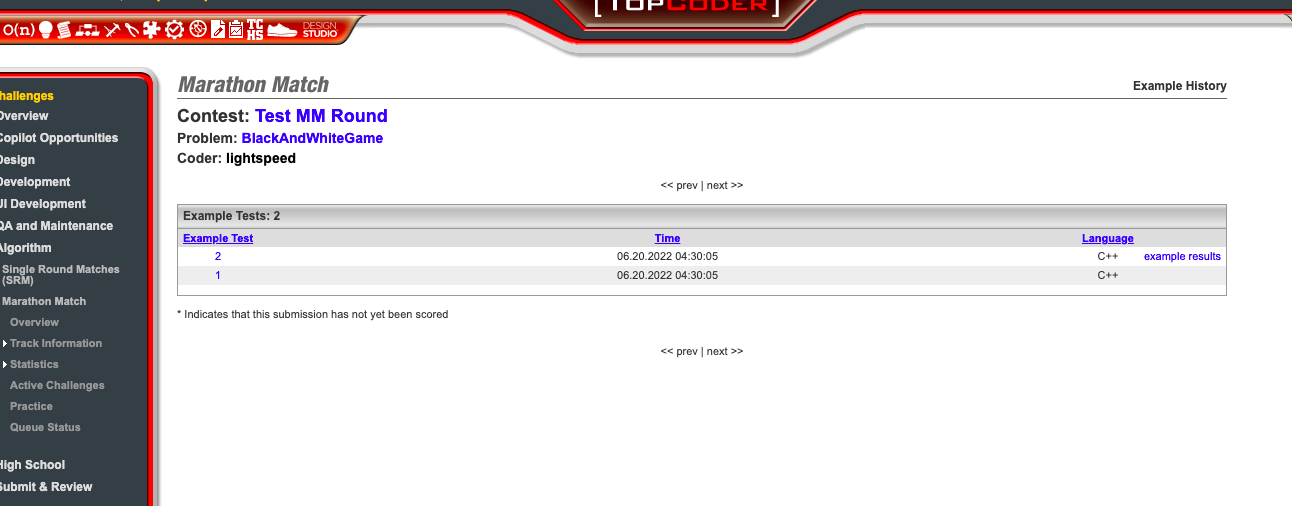 [TOPCODER]
O(n)
TC
HS
DESIGN
STUDIO
hallenges
Overview
Copilot Opportunities
Design
Development
UI Development
QA and Maintenance
Algorithm
Single Round Matches
(SRM)
Marathon Match
Overview
Track Information
Statistics
Active Challenges
Practice
Queue Status
High School
Submit & Review
Marathon Match
Example History
Contest: Test MM Round
Problem: BlackAndWhiteGame
Coder: lightspeed
<< prev | next >>
Example Tests: 2
Example Test Time Language
2 06.20.2022 04:30:05 C++ example results
1 06.20.2022 04:30:05 C++
* Indicates that this submission has not yet been scored
<< prev | next >>